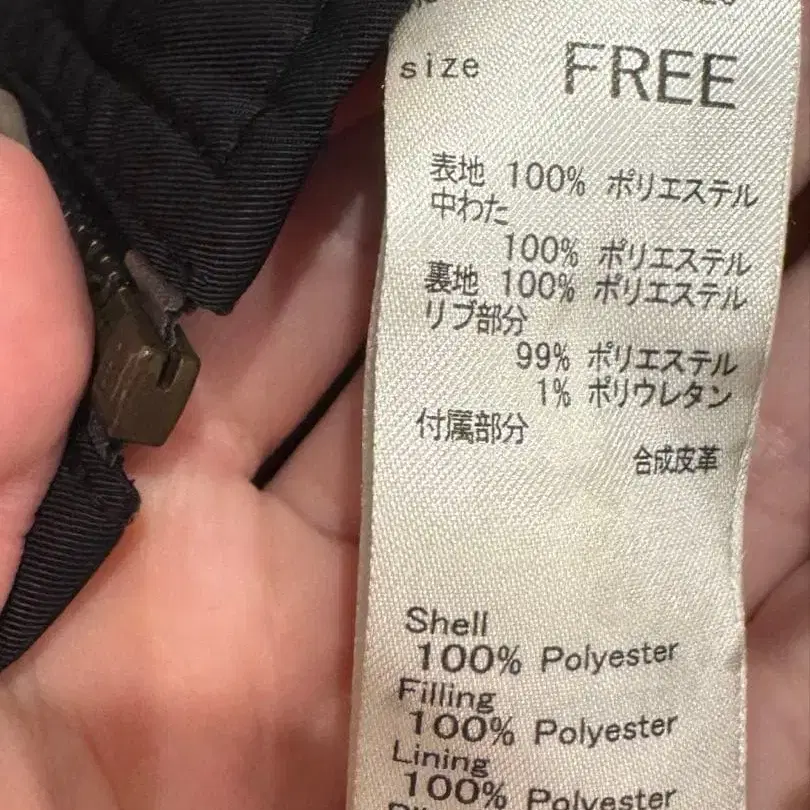 size FREE
表地 100% ポリエステル
中わた
100% ポリエステル
裏地 100% ポリエステル
リブ部分
99% ポリエステル
1% ポリウレタン
付属部分
合成皮革
Shell
100% Polyester
Filling
100% Polyester
Lining
100% Polyester